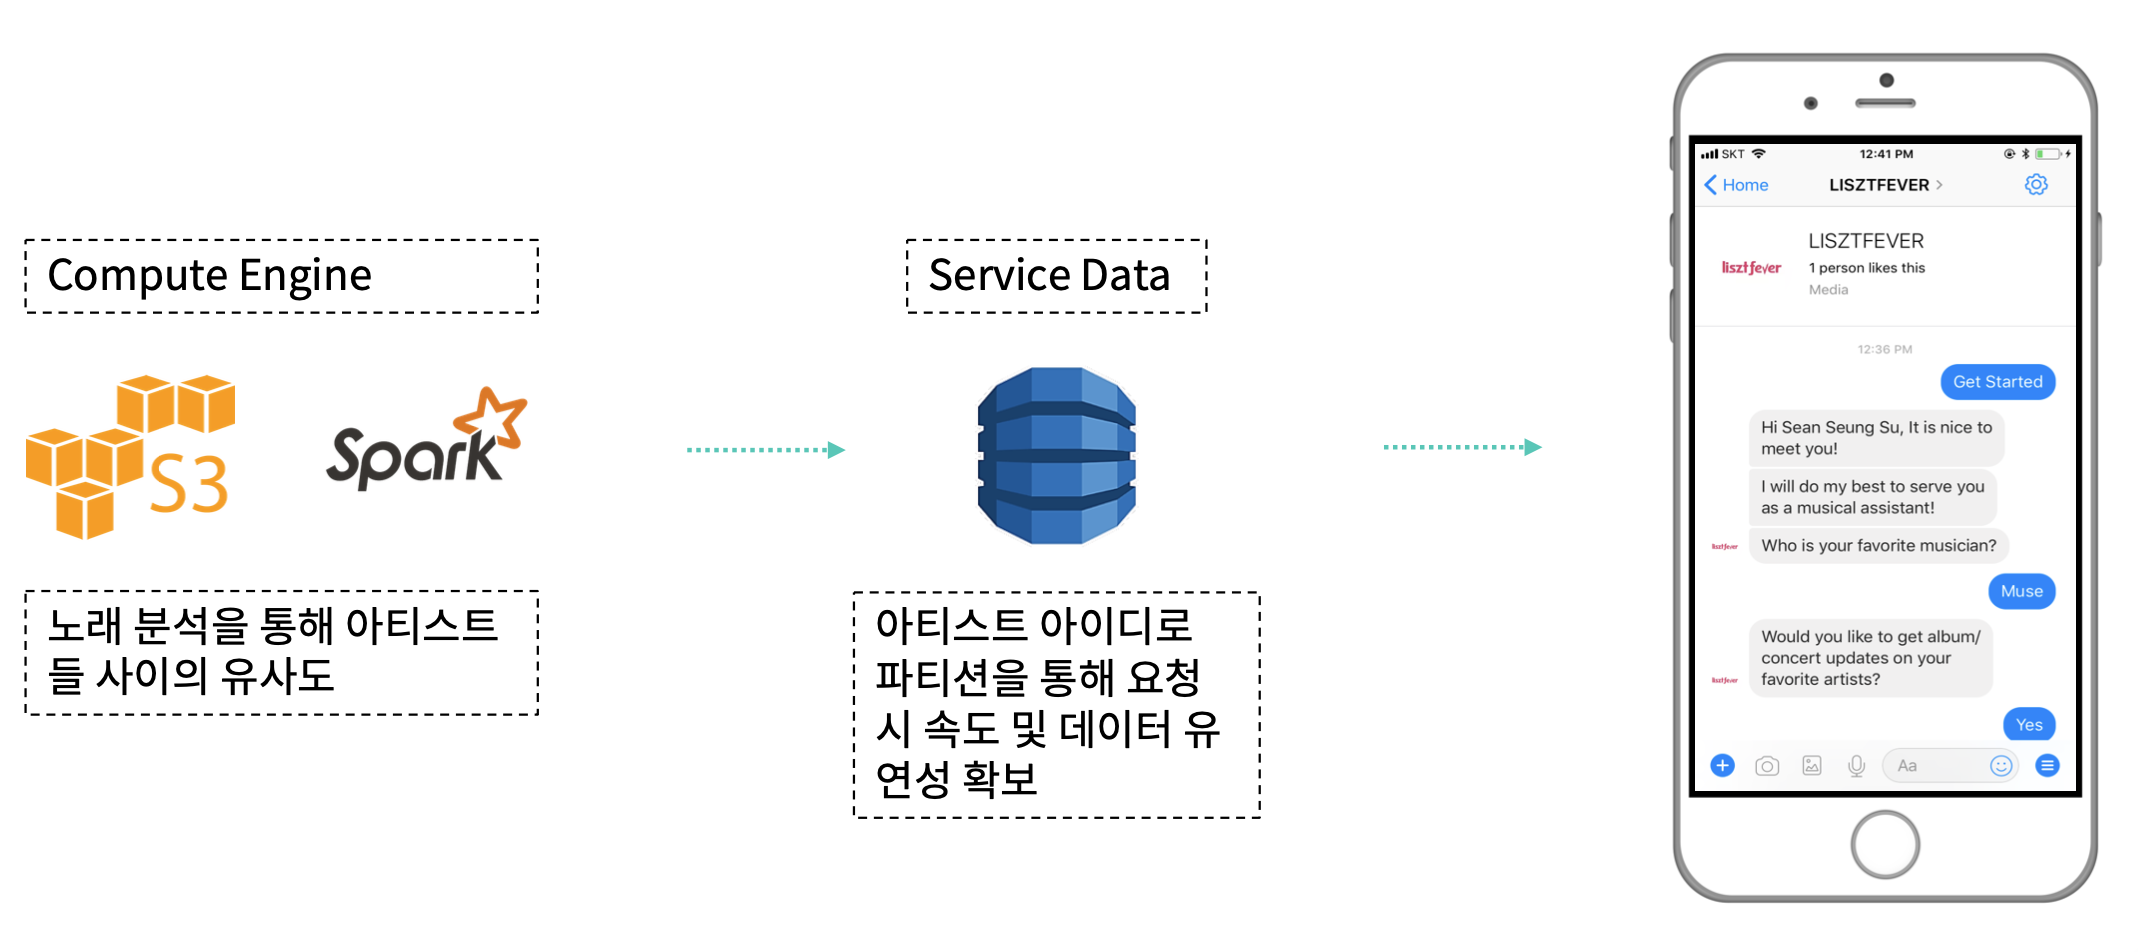 Compute Engine
S3
Spark
노래 분석을 통해 아티스트
들 사이의 유사도
Service Data
아티스트 아이디로
파티션을 통해 요청
시 속도 및 데이터 유
연성 확보
SKT
12:41 PM
Home
LISZTFEVER
lisztfever
LISZTFEVER
1 person likes this
Media
12:36 PM
Get Started
Hi Sean Seung Su, It is nice to
meet you!
I will do my best to serve you
as a musical assistant!
lisztfever
Who is your favorite musician?
Muse
Would you like to get album/
concert updates on your
favorite artists?
lisztfever
Yes
Aa